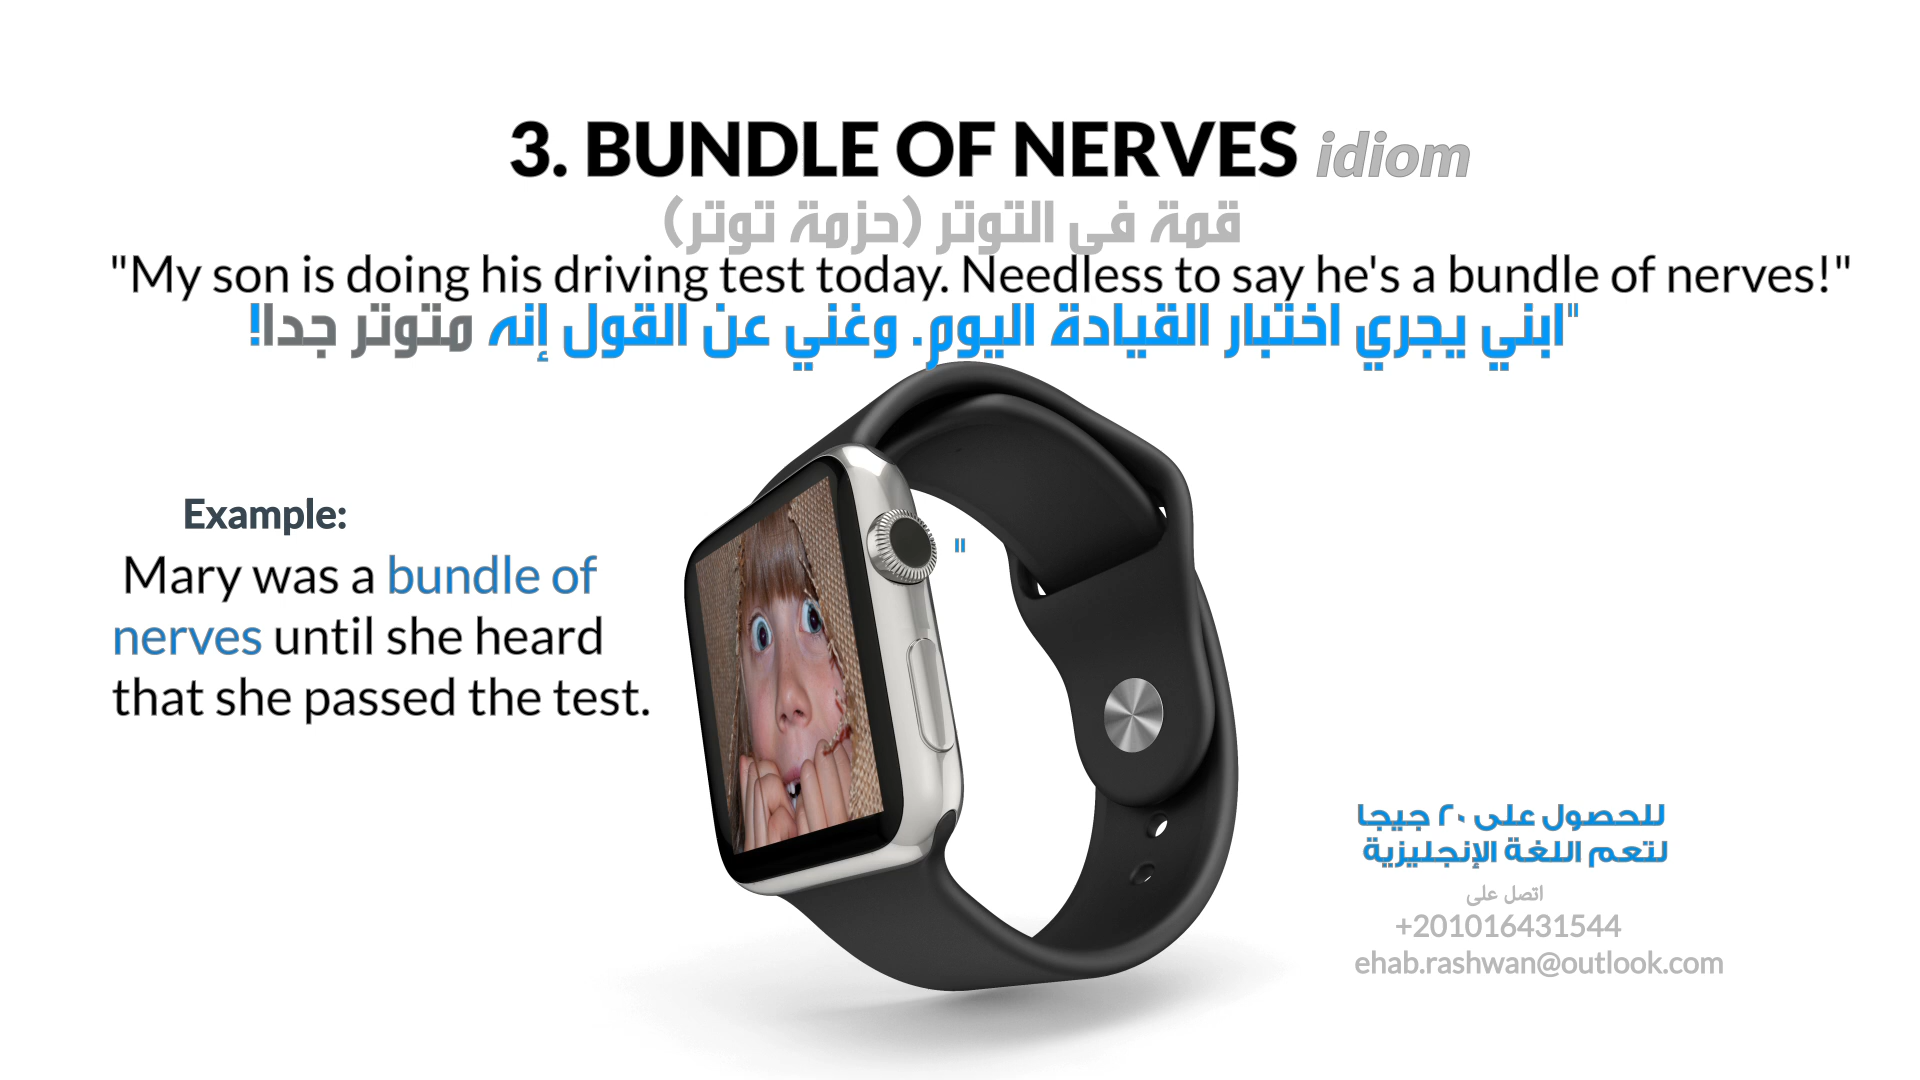 3. BUNDLE OF NERVES idiom
قمة فى التوتر (حزمة توتر)
"My son is doing his driving test today. Needless to say he's a bundle of nerves!"
"ابني يجري اختبار القيادة اليوم. وغني عن القول إنه متوتر جدا!
"
Example:
Mary was a bundle of
nerves until she heard
that she passed the test.
للحصول على ٢٠ جيجا
لتعم اللغة الإنجليزية
اتصل على
+201016431544
ehab.rashwan@outlook.com